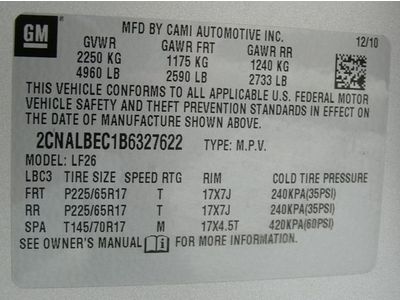 GM
MFD BY CAMI AUTOMOTIVE INC.
GVWR GAWR FRT GAWR RR 12/10
2250 KG 1175 KG 1240 KG
4960 LB 2590 LB 2733 LB
THIS VEHICLE CONFORMS TO ALL APPLICABLE U.S. FEDERAL MOTOR
VEHICLE SAFETY AND THEFT PREVENTION STANDARDS IN EFFECT ON
THE DATE OF MANUFACTURE SHOWN ABOVE.
2CNALBEC1B6327622 TYPE: M.P.V.
MODEL: LF26
LBC3 TIRE SIZE SPEED RTG RIM COLD TIRE PRESSURE
FRT P225/65R17 T 17X7J 240KPA(35PSI)
RR P225/65R17 T 17X7J 240KPA(35PSI)
SPA T145/70R17 M 17X4.5T 420KPA(60PSI)
SEE OWNER'S MANUAL i FOR MORE INFORMATION.